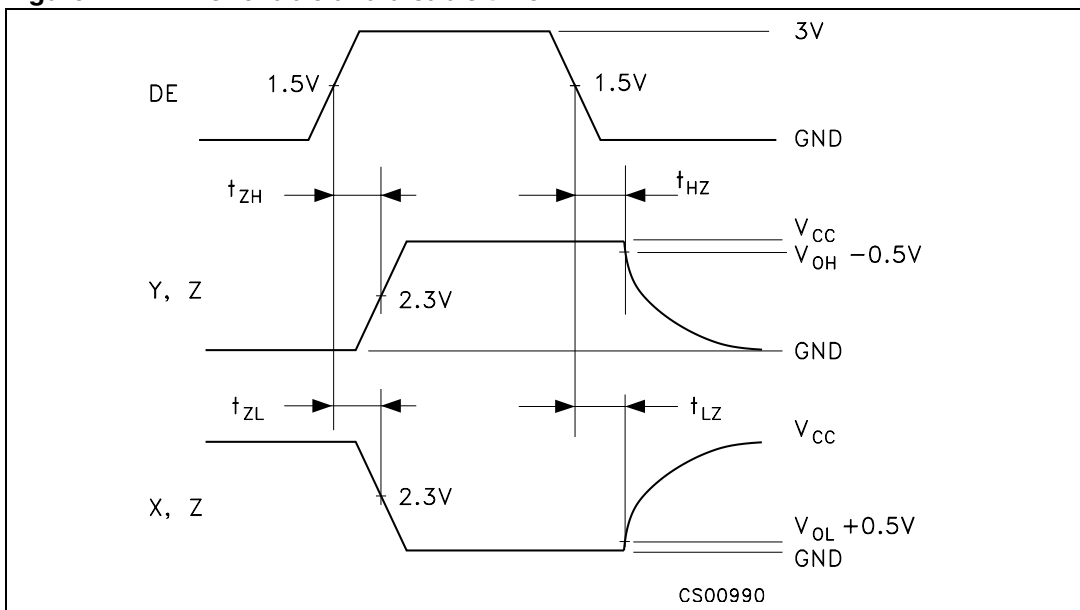 3V
1.5V
1.5V
DE
GND
tZH
tHZ
VCC
VOH −0.5V
Y, Z
2.3V
GND
tZL
tLZ
VCC
2.3V
X, Z
VOL +0.5V
GND
CS00990